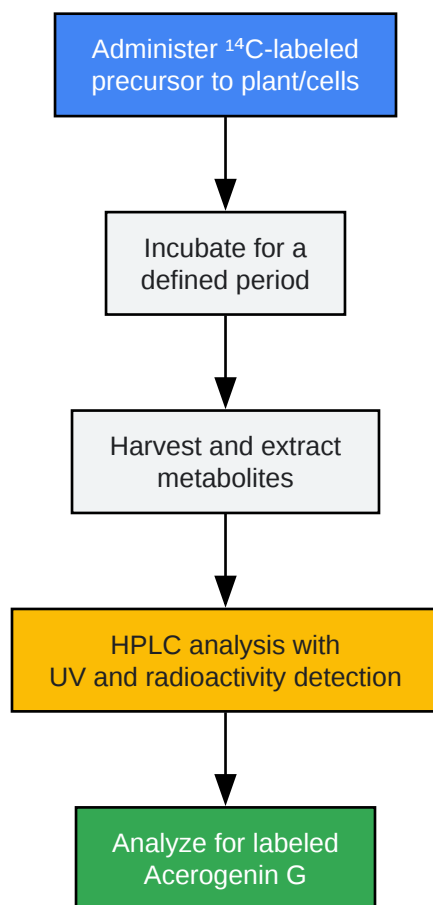 Administer ¹⁴C-labeled
precursor to plant/cells
Incubate for a
defined period
Harvest and extract
metabolites
HPLC analysis with
UV and radioactivity detection
Analyze for labeled
Acerogenin G